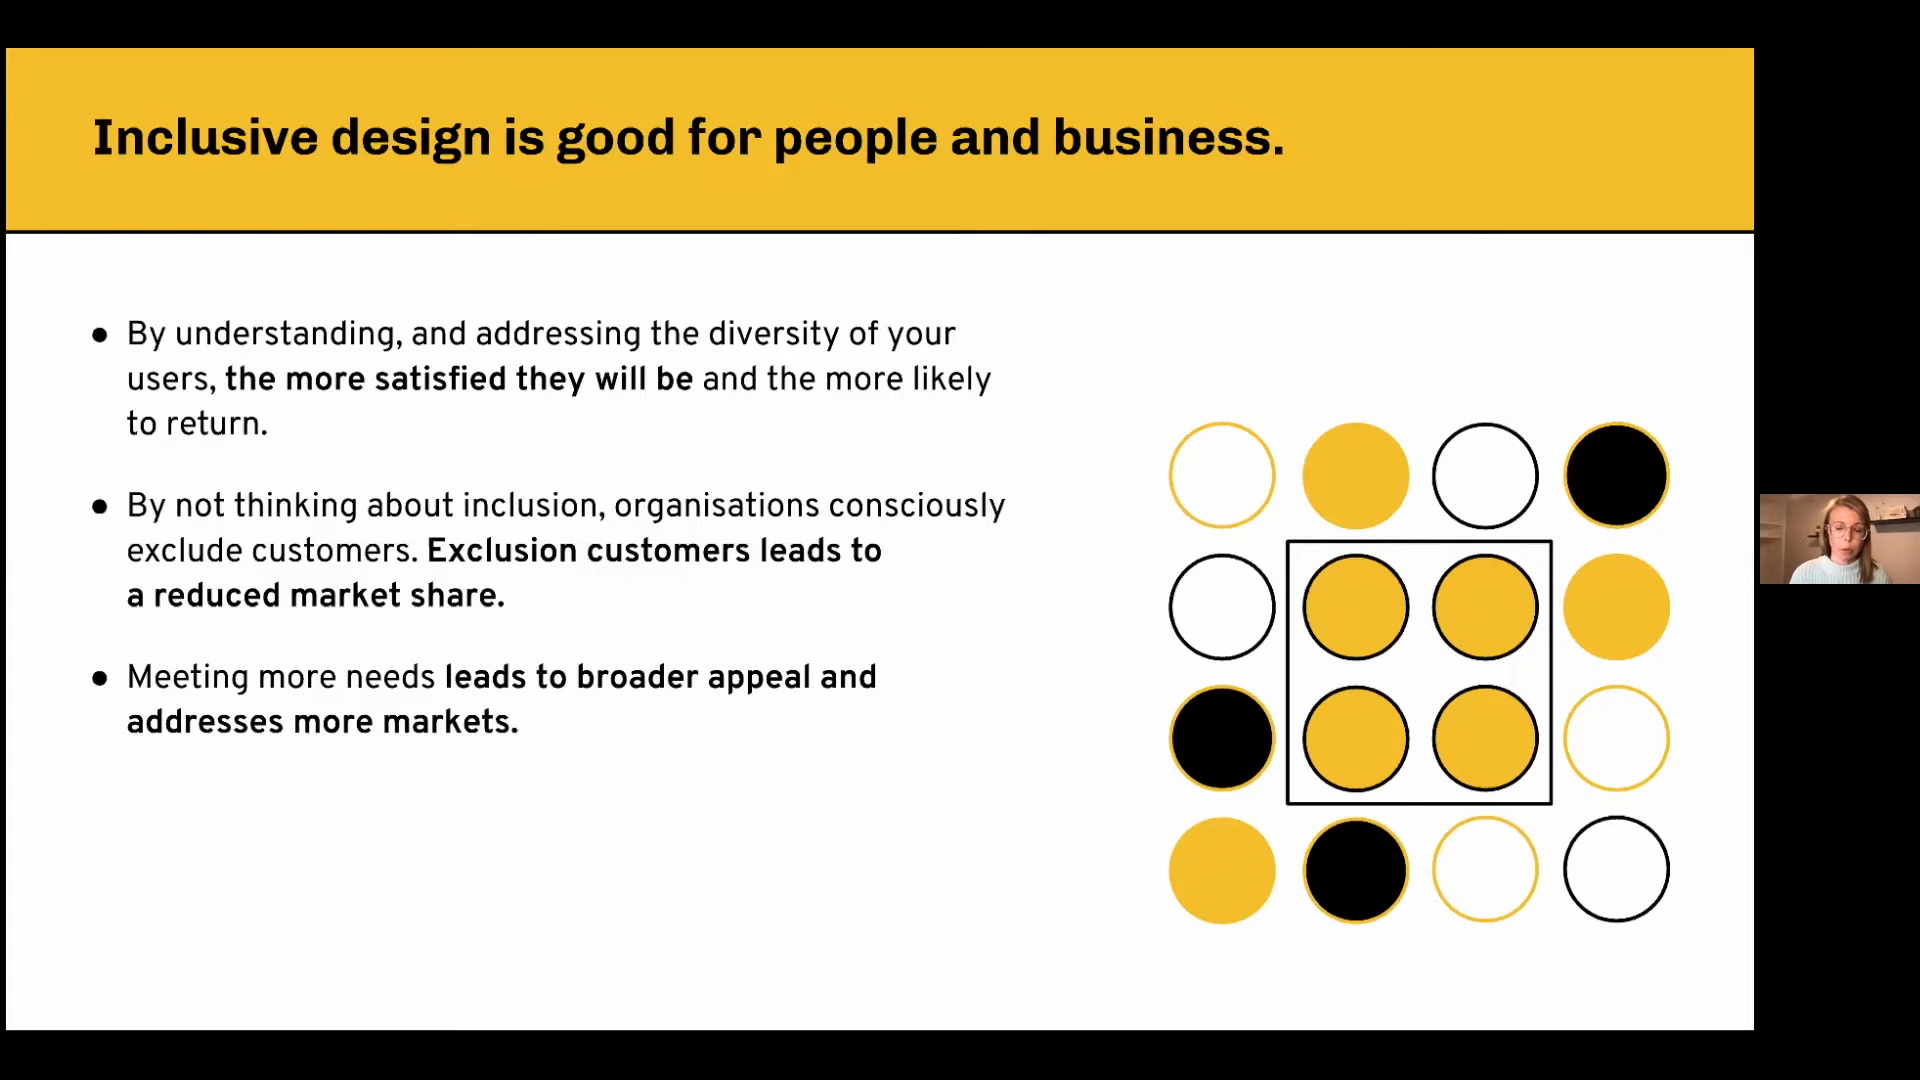 Inclusive design is good for people and business.
● By understanding, and addressing the diversity of your
users, the more satisfied they will be and the more likely
to return.
● By not thinking about inclusion, organisations consciously
exclude customers. Exclusion customers leads to
a reduced market share.
● Meeting more needs leads to broader appeal and
addresses more markets.